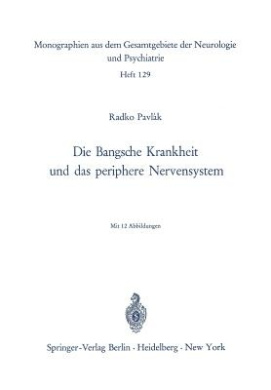 Monographien aus dem Gesamtgebiete der Neurologie
und Psychiatrie
Heft 129
Radko Pavlák
Die Bangsche Krankheit
und das periphere Nervensystem
Mit 12 Abbildungen
Springer-Verlag Berlin · Heidelberg · New York